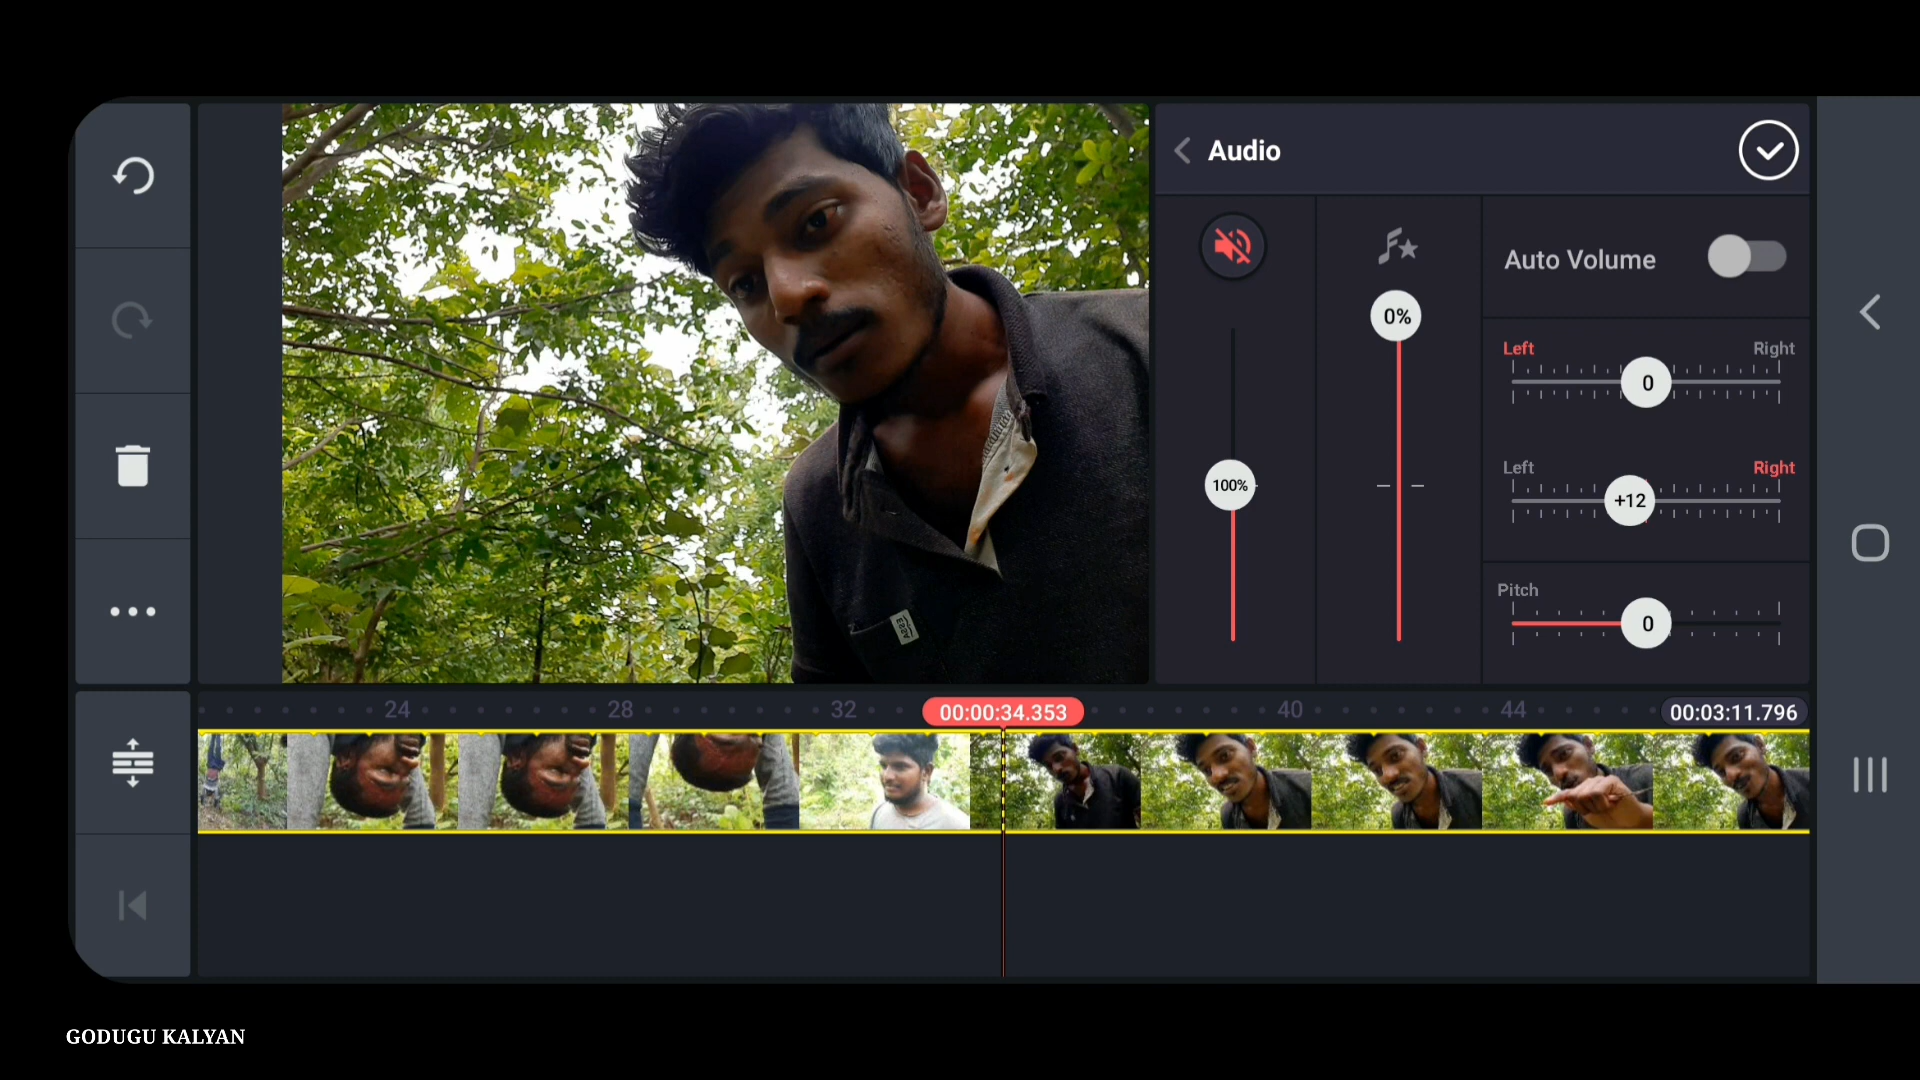 Audio
Auto Volume
0%
100%
Left
Right
0
Left
Right
+12
Pitch
0
24
28
32
00:00:34.353
40
44
00:03:11.796
GODUGU KALYAN